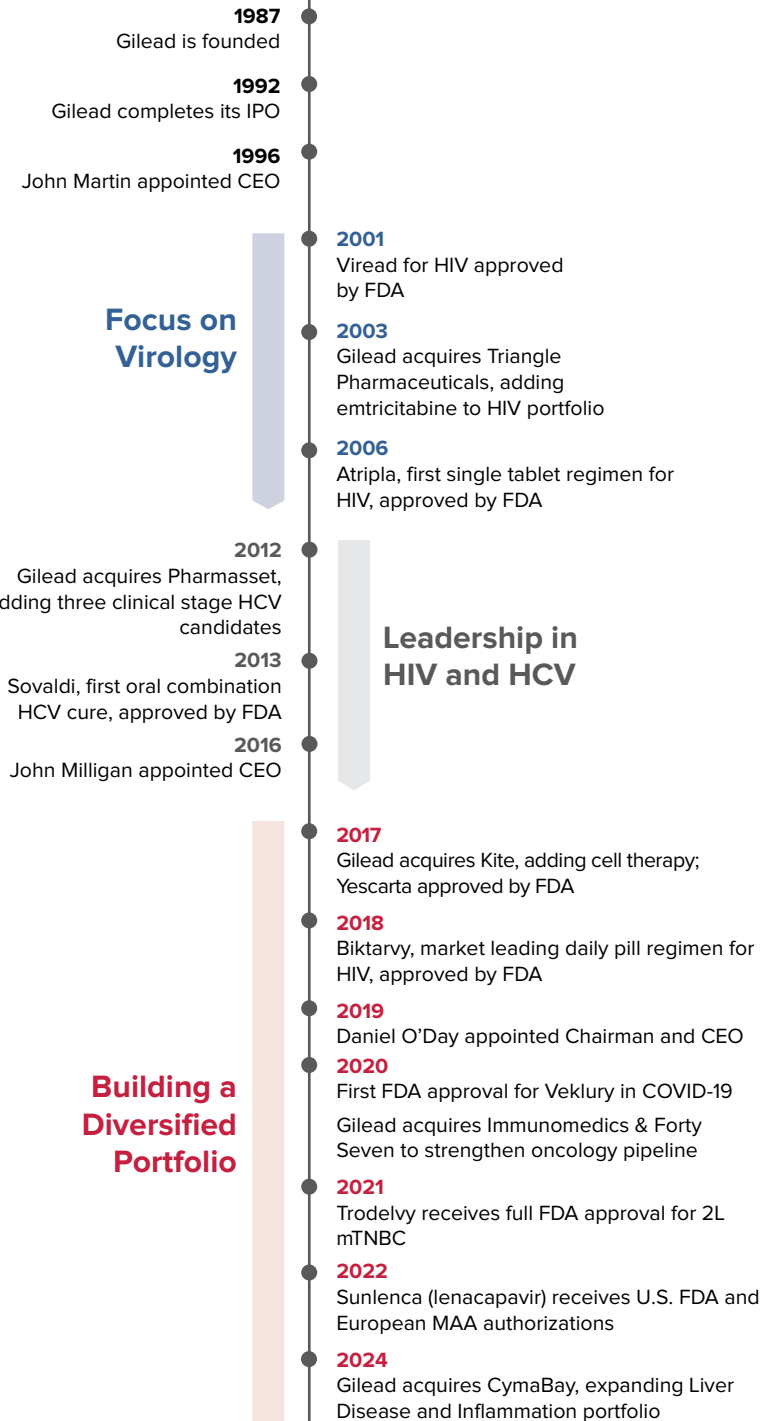 1987
Gilead is founded
1992
Gilead completes its IPO
1996
John Martin appointed CEO
Focus on
Virology
2001
Viread for HIV approved
by FDA
2003
Gilead acquires Triangle
Pharmaceuticals, adding
emtricitabine to HIV portfolio
2006
Atripla, first single tablet regimen for
HIV, approved by FDA
2012
Gilead acquires Pharmasset,
dding three clinical stage HCV
candidates
2013
Sovaldi, first oral combination
HCV cure, approved by FDA
2016
John Milligan appointed CEO
Leadership in
HIV and HCV
Building a
Diversified
Portfolio
2017
Gilead acquires Kite, adding cell therapy;
Yescarta approved by FDA
2018
Biktarvy, market leading daily pill regimen for
HIV, approved by FDA
2019
Daniel O’Day appointed Chairman and CEO
2020
First FDA approval for Veklury in COVID-19
Gilead acquires Immunomedics & Forty
Seven to strengthen oncology pipeline
2021
Trodelvy receives full FDA approval for 2L
mTNBC
2022
Sunlenca (lenacapavir) receives U.S. FDA and
European MAA authorizations
2024
Gilead acquires CymaBay, expanding Liver
Disease and Inflammation portfolio